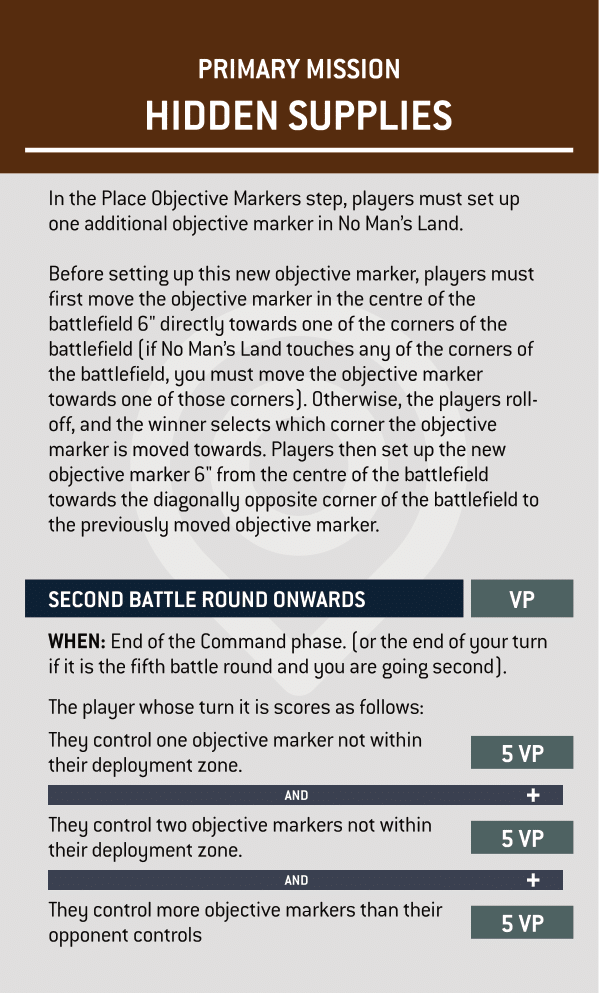 PRIMARY MISSION
HIDDEN SUPPLIES
In the Place Objective Markers step, players must set up
one additional objective marker in No Man's Land.
Before setting up this new objective marker, players must
first move the objective marker in the centre of the
battlefield 6" directly towards one of the corners of the
battlefield (if No Man's Land touches any of the corners of
the battlefield, you must move the objective marker
towards one of those corners). Otherwise, the players roll-
off, and the winner selects which corner the objective
marker is moved towards. Players then set up the new
objective marker 6" from the centre of the battlefield
towards the diagonally opposite corner of the battlefield to
the previously moved objective marker.
SECOND BATTLE ROUND ONWARDS VP
WHEN: End of the Command phase. (or the end of your turn
if it is the fifth battle round and you are going second).
The player whose turn it is scores as follows:
They control one objective marker not within
their deployment zone.
5 VP
AND +
They control two objective markers not within
their deployment zone.
5 VP
AND +
They control more objective markers than their
opponent controls
5 VP